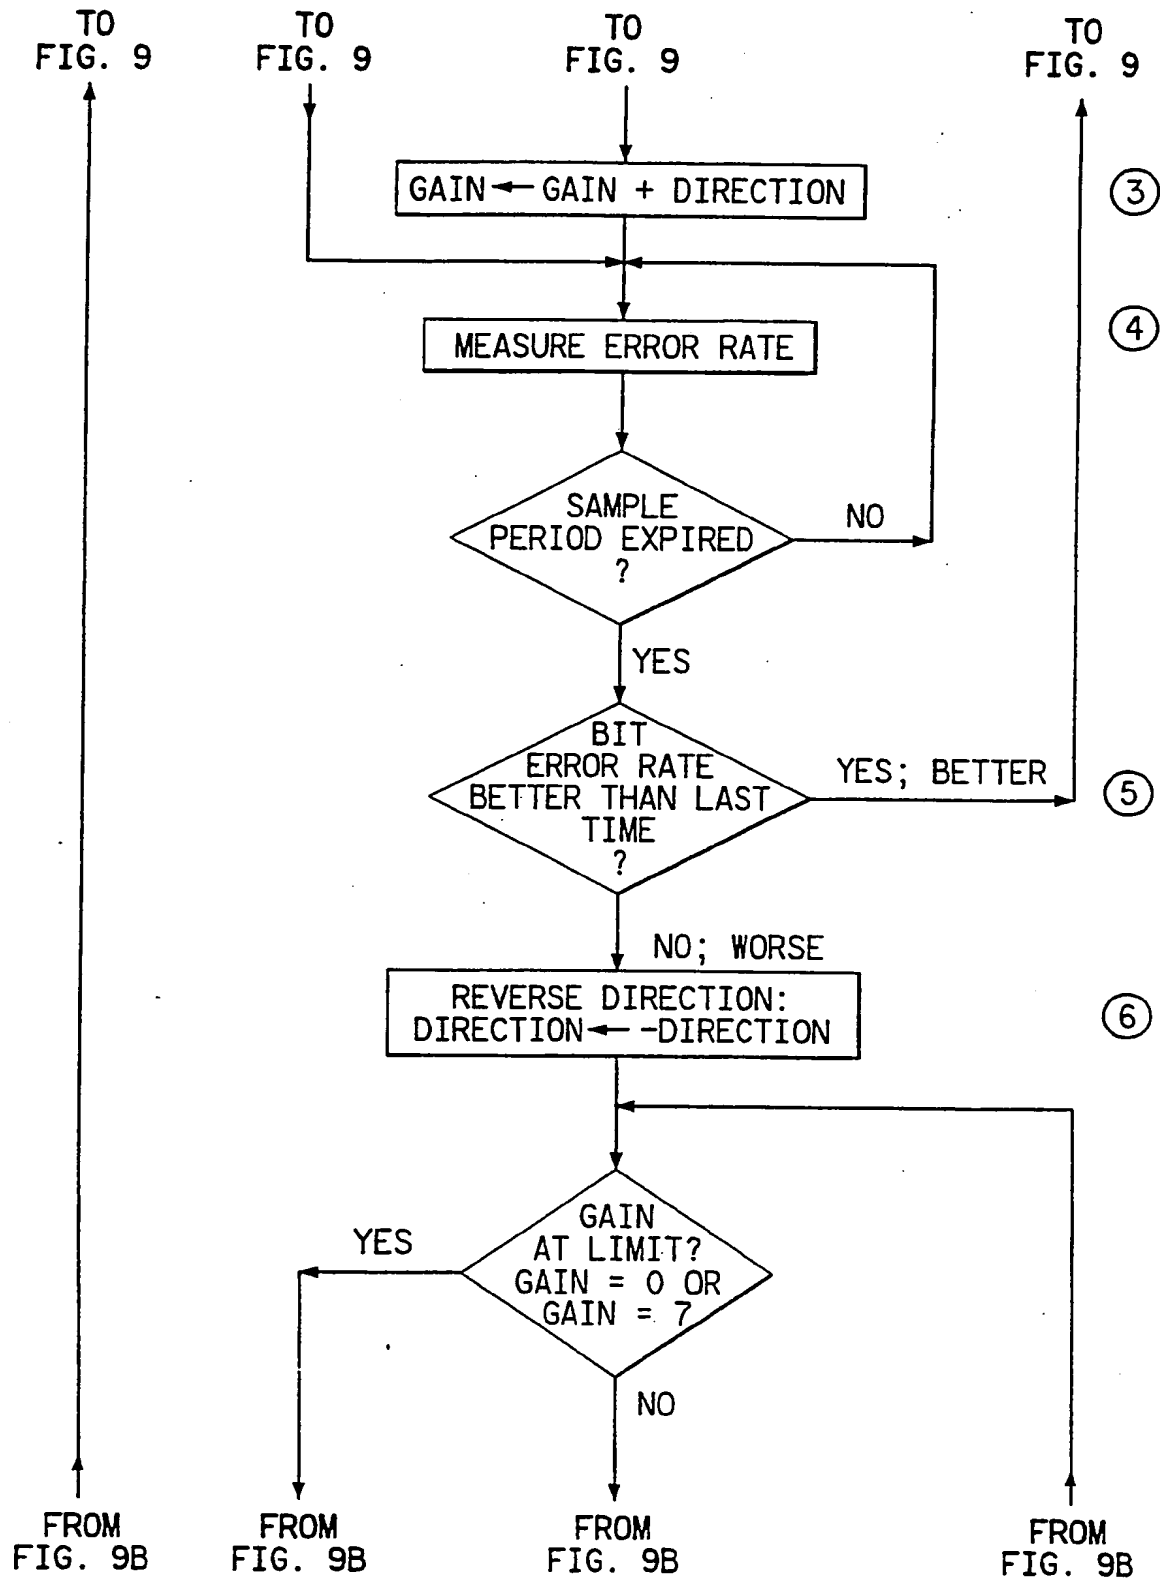 TO
FIG. 9
TO
FIG. 9
TO
FIG. 9
TO
FIG. 9
GAIN ← GAIN + DIRECTION
③
MEASURE ERROR RATE
④
SAMPLE
PERIOD EXPIRED
?
NO
YES
BIT
ERROR RATE
BETTER THAN LAST
TIME
?
YES; BETTER
⑤
NO; WORSE
REVERSE DIRECTION:
DIRECTION ← -DIRECTION
⑥
GAIN
AT LIMIT?
GAIN = 0 OR
GAIN = 7
YES
NO
FROM
FIG. 9B
FROM
FIG. 9B
FROM
FIG. 9B
FROM
FIG. 9B